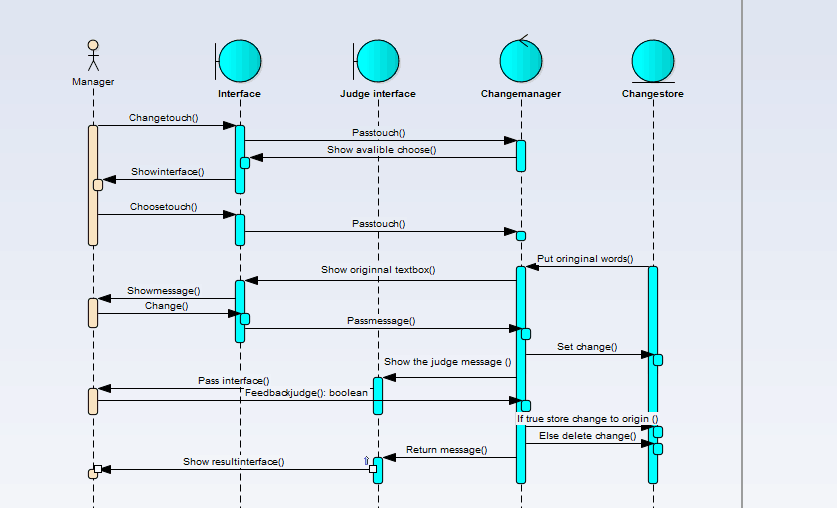 Manager
Interface
Judge interface
Changemanager
Changestore
Changetouch()
Passtouch()
Show avalible choose()
Showinterface()
Choosetouch()
Passtouch()
Put oringinal words()
Show originnal textbox()
Showmessage()
Change()
Passmessage()
Set change()
Show the judge message ()
Pass interface()
Feedbackjudge(): boolean
If true store change to origin ()
Else delete change()
Return message()
Show resultinterface()